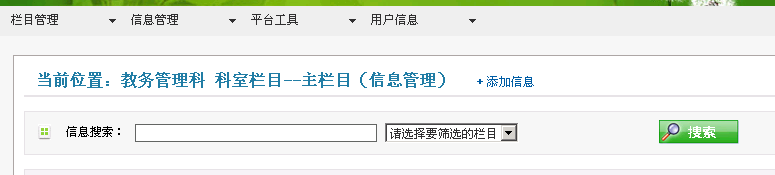 栏目管理 信息管理 平台工具 用户信息
当前位置：教务管理科 科室栏目--主栏目（信息管理） +添加信息
信息搜索： 请选择要筛选的栏目 搜索